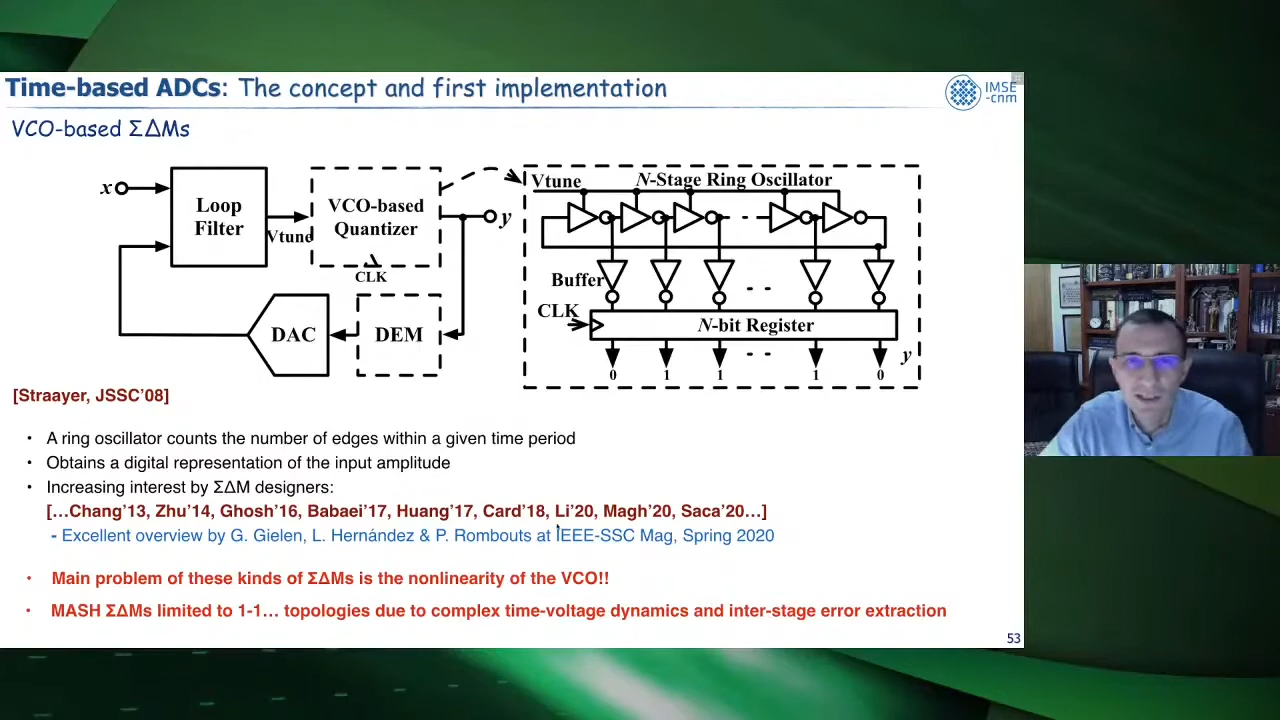 Time-based ADCs: The concept and first implementation
IMSE
-cnm
VCO-based ΣΔMs
x
Loop
Filter
Vtune
VCO-based
Quantizer
CLK
y
DAC
DEM
Vtune
N-Stage Ring Oscillator
Buffer
CLK
N-bit Register
y
0 1 1 1 0
[Straayer, JSSC'08]
• A ring oscillator counts the number of edges within a given time period
• Obtains a digital representation of the input amplitude
• Increasing interest by ΣΔM designers:
[…Chang'13, Zhu'14, Ghosh'16, Babaei'17, Huang'17, Card'18, Li'20, Magh'20, Saca'20…]
- Excellent overview by G. Gielen, L. Hernández & P. Rombouts at IEEE-SSC Mag, Spring 2020
• Main problem of these kinds of ΣΔMs is the nonlinearity of the VCO!!
• MASH ΣΔMs limited to 1-1… topologies due to complex time-voltage dynamics and inter-stage error extraction
53